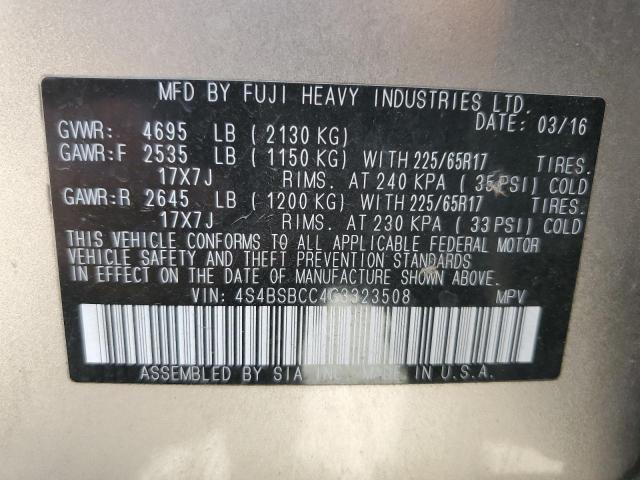 MFD BY FUJI HEAVY INDUSTRIES LTD.
DATE: 03/16
GVWR: 4695 LB ( 2130 KG)
GAWR:F 2535 LB ( 1150 KG) WITH 225/65R17 TIRES.
17X7J RIMS. AT 240 KPA ( 35 PSI) COLD
GAWR:R 2645 LB ( 1200 KG) WITH 225/65R17 TIRES.
17X7J RIMS. AT 230 KPA ( 33 PSI) COLD
THIS VEHICLE CONFORMS TO ALL APPLICABLE FEDERAL MOTOR
VEHICLE SAFETY AND THEFT PREVENTION STANDARDS
IN EFFECT ON THE DATE OF MANUFACTURE SHOWN ABOVE.
VIN: 4S4BSBCC4G3323508 MPV
ASSEMBLED BY SIA INC. MFD. IN U.S.A.